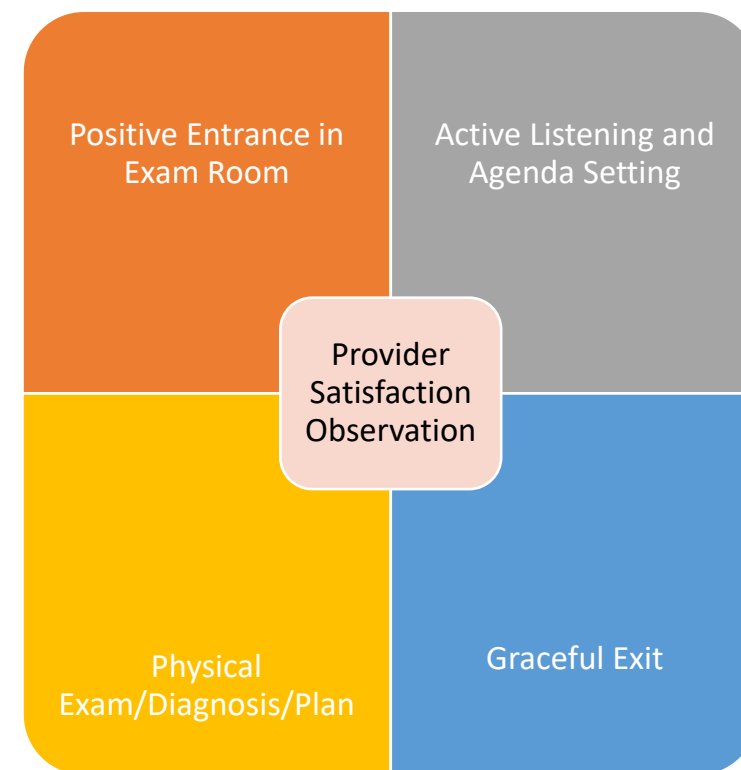 Positive Entrance in
Exam Room
Active Listening and
Agenda Setting
Provider
Satisfaction
Observation
Physical
Exam/Diagnosis/Plan
Graceful Exit